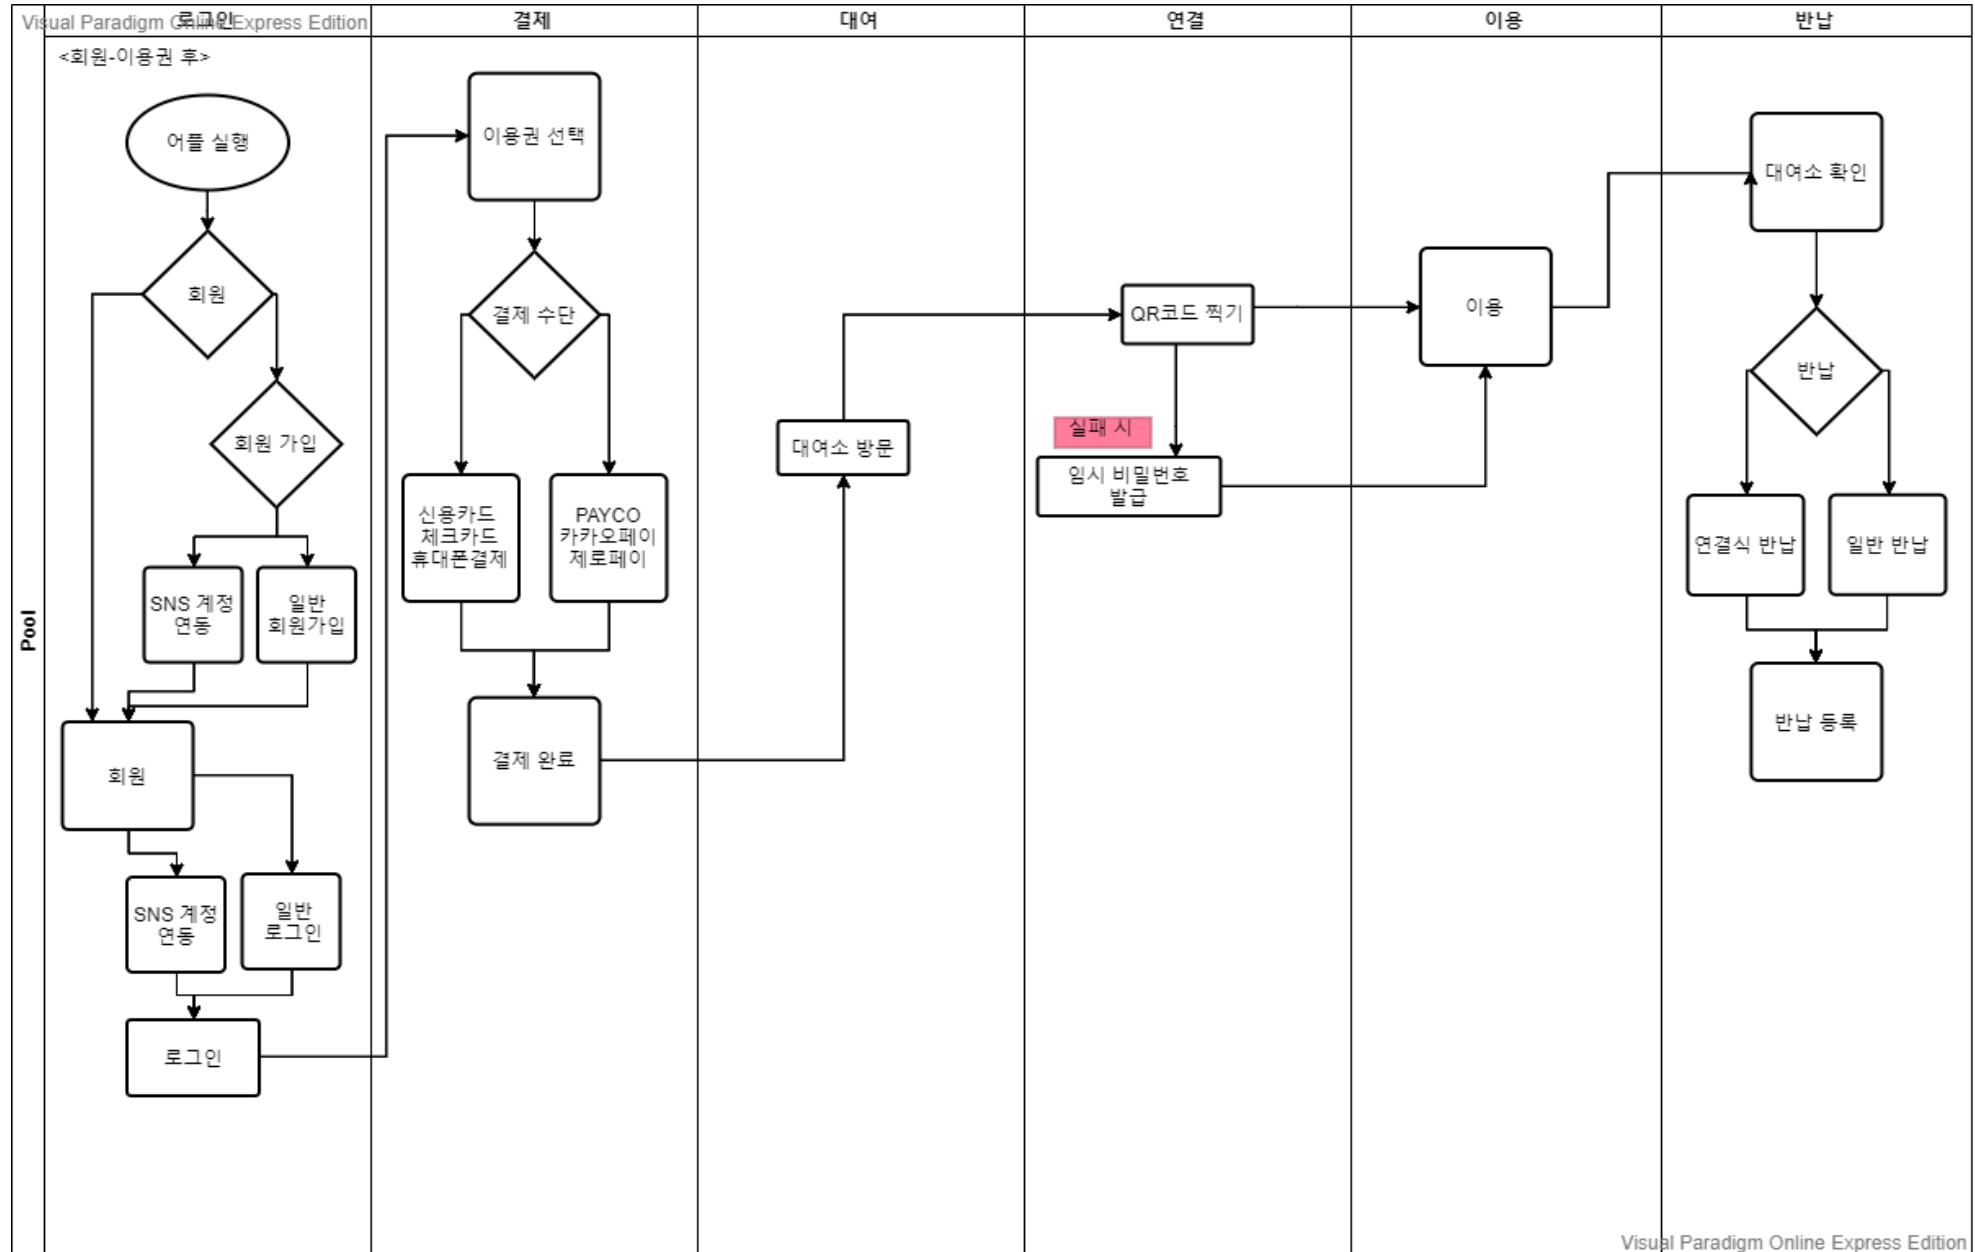 Visual Paradigm Online Express Edition
로그인
결제
대여
연결
이용
반납
Pool
<회원-이용권 후>
어플 실행
회원
회원 가입
SNS 계정
연동
일반
회원가입
회원
SNS 계정
연동
일반
로그인
로그인
이용권 선택
결제 수단
신용카드
체크카드
휴대폰결제
PAYCO
카카오페이
제로페이
결제 완료
대여소 방문
QR코드 찍기
실패 시
임시 비밀번호
발급
이용
대여소 확인
반납
연결식 반납
일반 반납
반납 등록
Visual Paradigm Online Express Edition